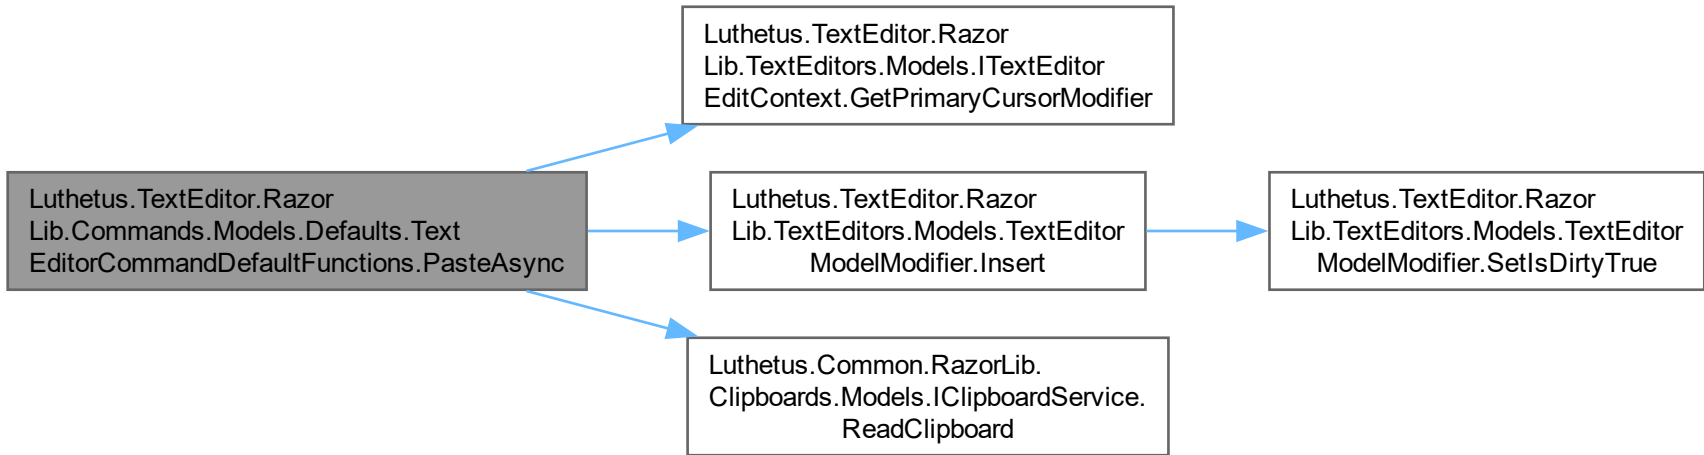 Luthetus.TextEditor.Razor
Lib.Commands.Models.Defaults.Text
EditorCommandDefaultFunctions.PasteAsync
Luthetus.TextEditor.Razor
Lib.TextEditors.Models.ITextEditor
EditContext.GetPrimaryCursorModifier
Luthetus.TextEditor.Razor
Lib.TextEditors.Models.TextEditor
ModelModifier.Insert
Luthetus.TextEditor.Razor
Lib.TextEditors.Models.TextEditor
ModelModifier.SetIsDirtyTrue
Luthetus.Common.RazorLib.
Clipboards.Models.IClipboardService.
ReadClipboard